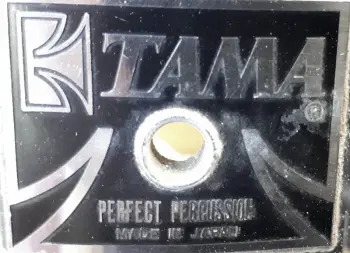 TAMA ®
PERFECT PERCUSSION
MADE IN JAPAN